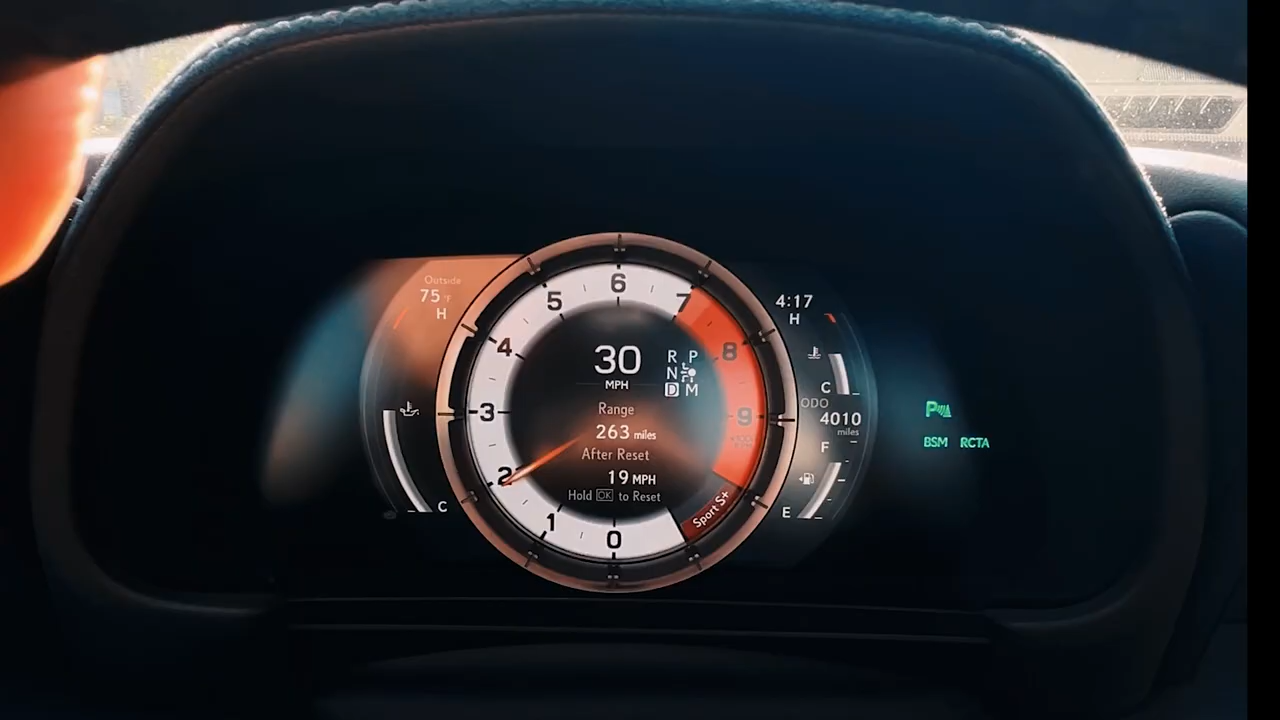 Outside
75 °F
H
C
6
5
7
4
8
3
9
2
1
0
Sport S+
30
MPH
R P
N
D M
Range
263 miles
After Reset
19 MPH
Hold OK to Reset
4:17
H
C
ODO
4010
miles
F
E
P
BSM RCTA